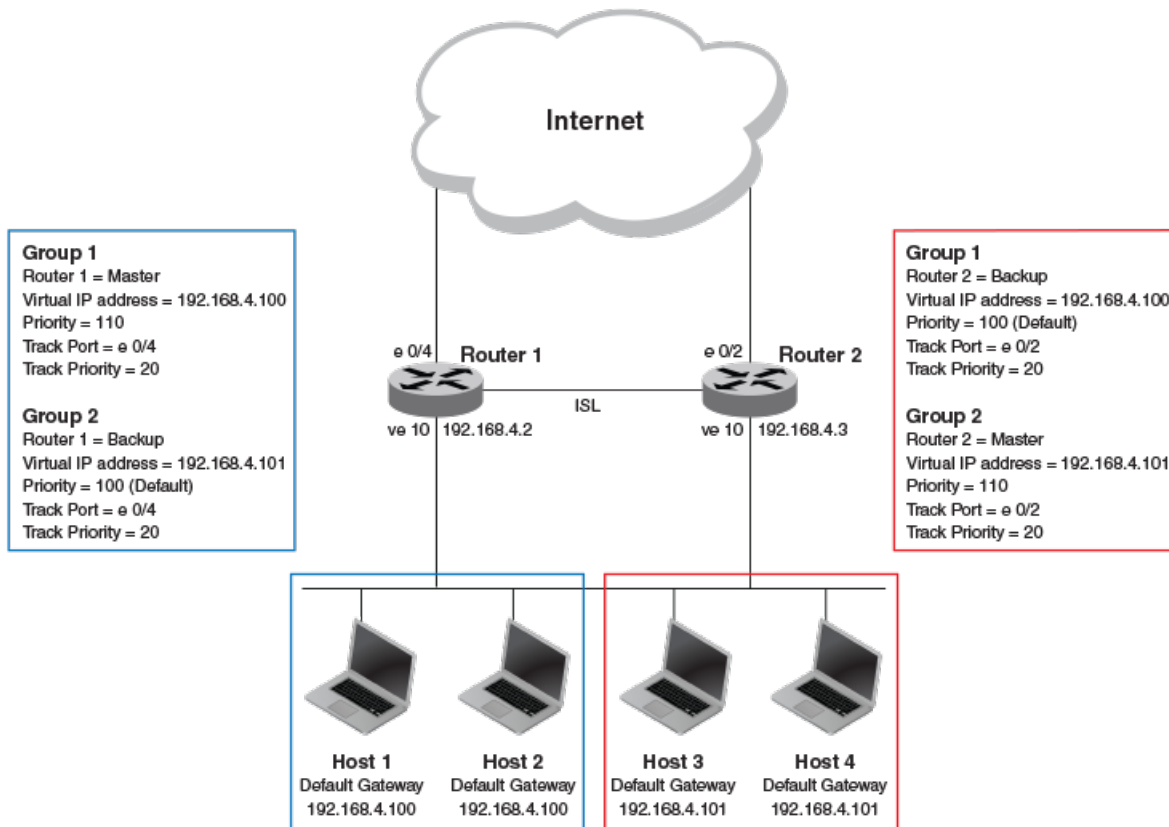 Internet
Group 1
Router 1 = Master
Virtual IP address = 192.168.4.100
Priority = 110
Track Port = e 0/4
Track Priority = 20
Group 2
Router 1 = Backup
Virtual IP address = 192.168.4.101
Priority = 100 (Default)
Track Port = e 0/4
Track Priority = 20
e 0/4
Router 1
ve 10
192.168.4.2
ISL
e 0/2
Router 2
ve 10
192.168.4.3
Group 1
Router 2 = Backup
Virtual IP address = 192.168.4.100
Priority = 100 (Default)
Track Port = e 0/2
Track Priority = 20
Group 2
Router 2 = Master
Virtual IP address = 192.168.4.101
Priority = 110
Track Port = e 0/2
Track Priority = 20
Host 1
Default Gateway
192.168.4.100
Host 2
Default Gateway
192.168.4.100
Host 3
Default Gateway
192.168.4.101
Host 4
Default Gateway
192.168.4.101